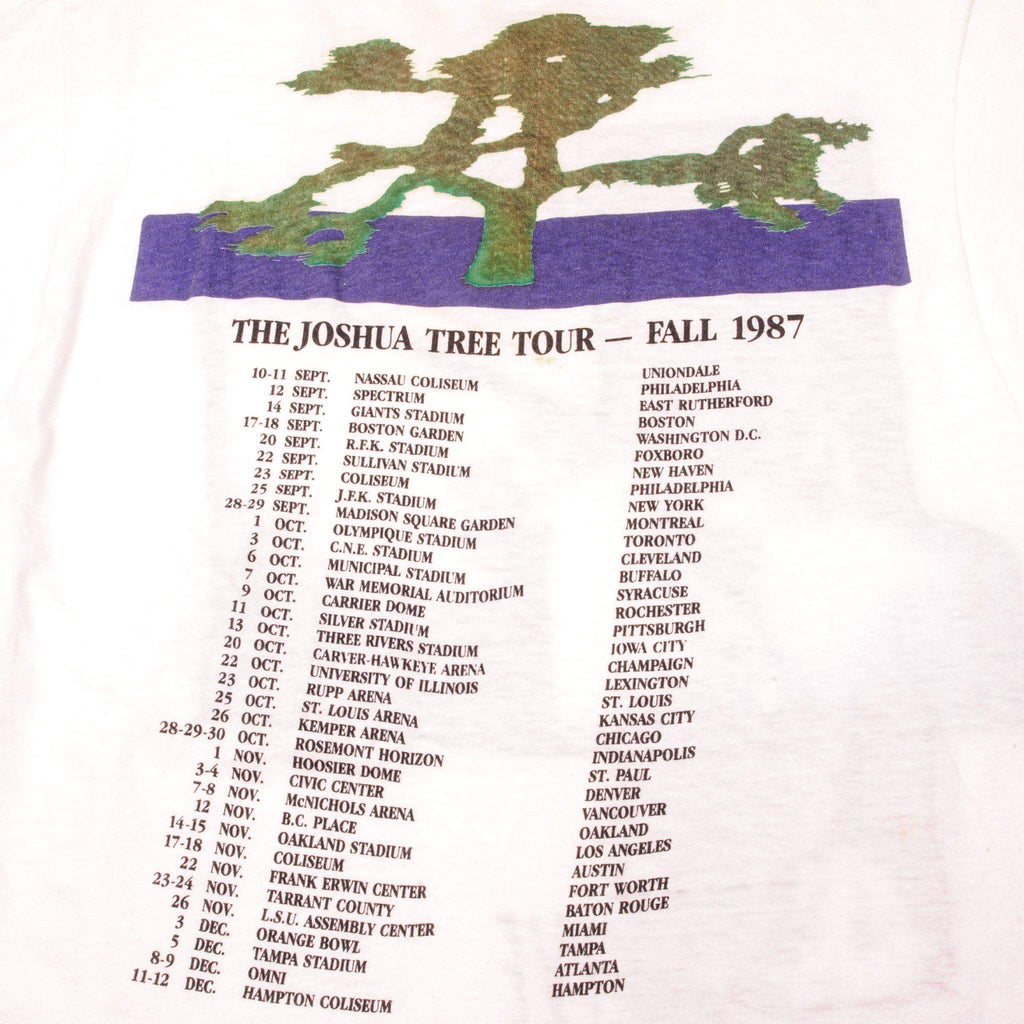 THE JOSHUA TREE TOUR — FALL 1987
10-11 SEPT. NASSAU COLISEUM UNIONDALE
12 SEPT. SPECTRUM PHILADELPHIA
14 SEPT. GIANTS STADIUM EAST RUTHERFORD
17-18 SEPT. BOSTON GARDEN BOSTON
20 SEPT. R.F.K. STADIUM WASHINGTON D.C.
22 SEPT. SULLIVAN STADIUM FOXBORO
23 SEPT. COLISEUM NEW HAVEN
25 SEPT. J.F.K. STADIUM PHILADELPHIA
28-29 SEPT. MADISON SQUARE GARDEN NEW YORK
1 OCT. OLYMPIQUE STADIUM MONTREAL
3 OCT. C.N.E. STADIUM TORONTO
6 OCT. MUNICIPAL STADIUM CLEVELAND
7 OCT. WAR MEMORIAL AUDITORIUM BUFFALO
9 OCT. CARRIER DOME SYRACUSE
11 OCT. SILVER STADIUM ROCHESTER
13 OCT. THREE RIVERS STADIUM PITTSBURGH
20 OCT. CARVER-HAWKEYE ARENA IOWA CITY
22 OCT. UNIVERSITY OF ILLINOIS CHAMPAIGN
23 OCT. RUPP ARENA LEXINGTON
25 OCT. ST. LOUIS ARENA ST. LOUIS
26 OCT. KEMPER ARENA KANSAS CITY
28-29-30 OCT. ROSEMONT HORIZON CHICAGO
1 NOV. HOOSIER DOME INDIANAPOLIS
3-4 NOV. CIVIC CENTER ST. PAUL
7-8 NOV. McNICHOLS ARENA DENVER
12 NOV. B.C. PLACE VANCOUVER
14-15 NOV. OAKLAND STADIUM OAKLAND
17-18 NOV. COLISEUM LOS ANGELES
22 NOV. FRANK ERWIN CENTER AUSTIN
23-24 NOV. TARRANT COUNTY FORT WORTH
26 NOV. L.S.U. ASSEMBLY CENTER BATON ROUGE
3 DEC. ORANGE BOWL MIAMI
5 DEC. TAMPA STADIUM TAMPA
8-9 DEC. OMNI ATLANTA
11-12 DEC. HAMPTON COLISEUM HAMPTON